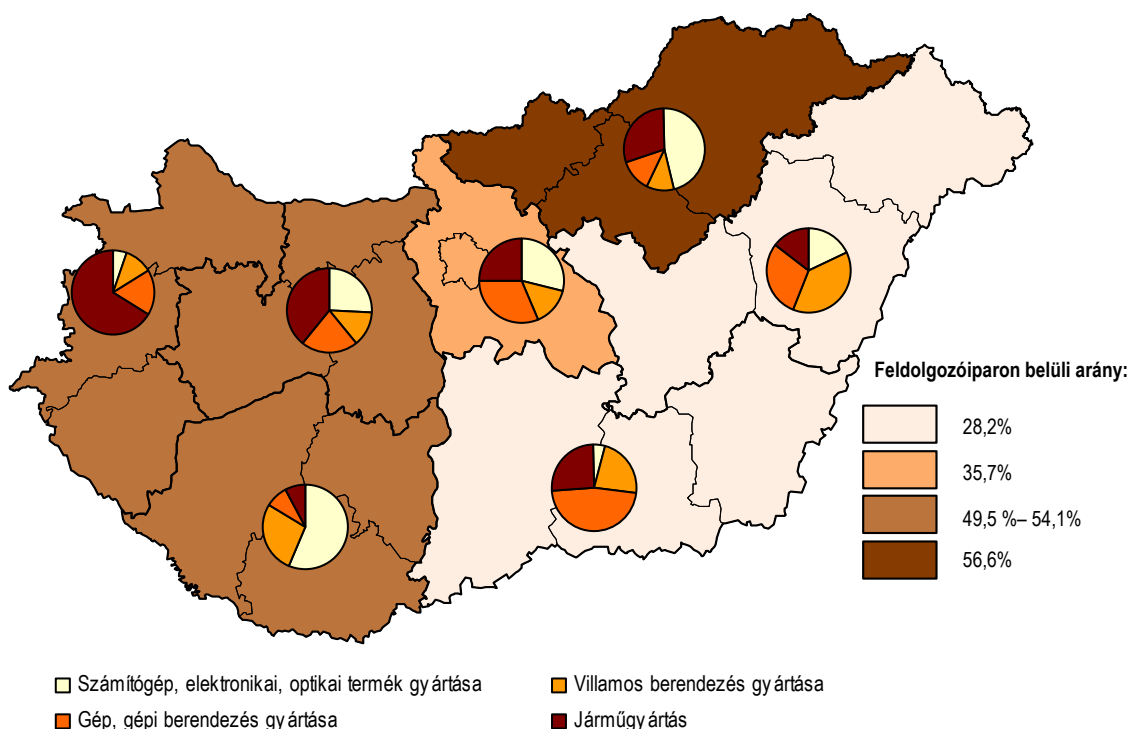 Feldolgozóiparon belüli arány:
28,2%
35,7%
49,5 %– 54,1%
56,6%
Számítógép, elektronikai, optikai termék gyártása
Villamos berendezés gyártása
Gép, gépi berendezés gyártása
Járműgyártás